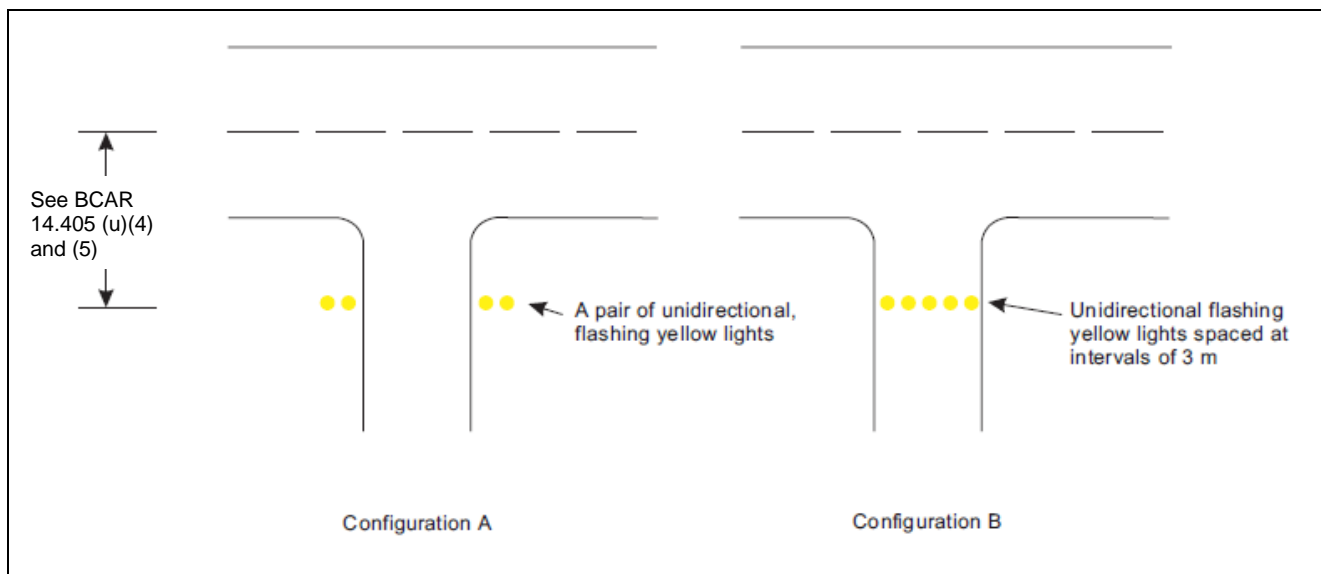 See BCAR
14.405 (u)(4)
and (5)
A pair of unidirectional,
flashing yellow lights
Unidirectional flashing
yellow lights spaced at
intervals of 3 m
Configuration A
Configuration B